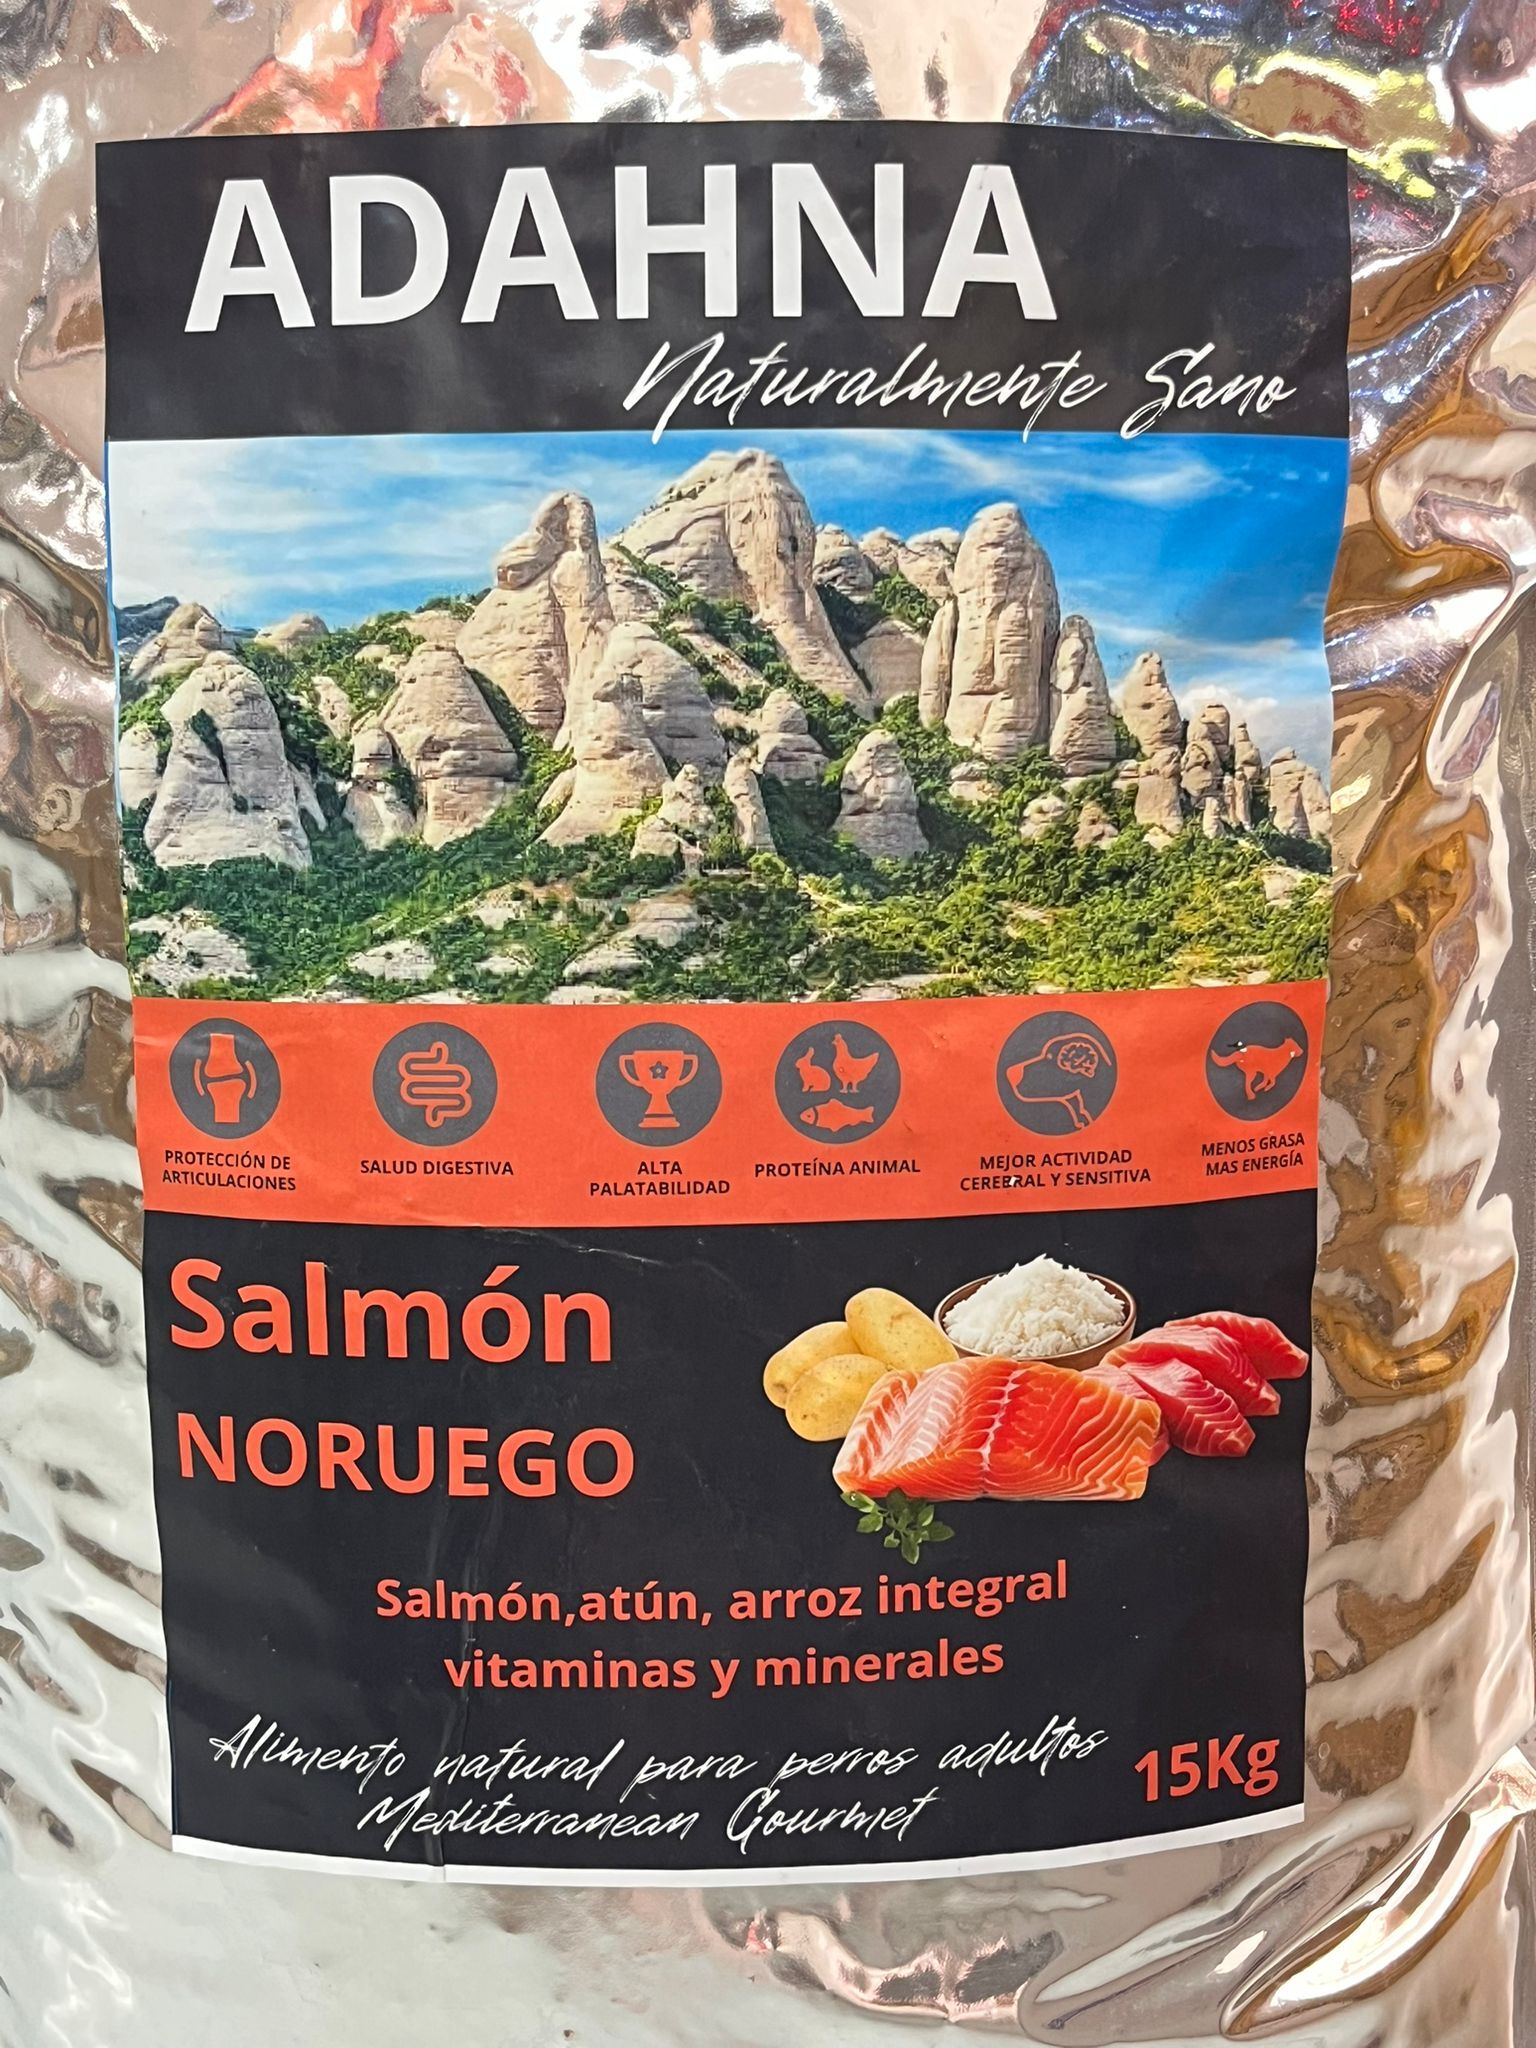 ADAHNA
Naturalmente Sano
PROTECCIÓN DE
ARTICULACIONES
SALUD DIGESTIVA
ALTA
PALATABILIDAD
PROTEÍNA ANIMAL
MEJOR ACTIVIDAD
CEREBRAL Y SENSITIVA
MENOS GRASA
MAS ENERGÍA
Salmón
NORUEGO
Salmón,atún, arroz integral
vitaminas y minerales
Alimento natural para perros adultos
Mediterranean Gourmet
15Kg